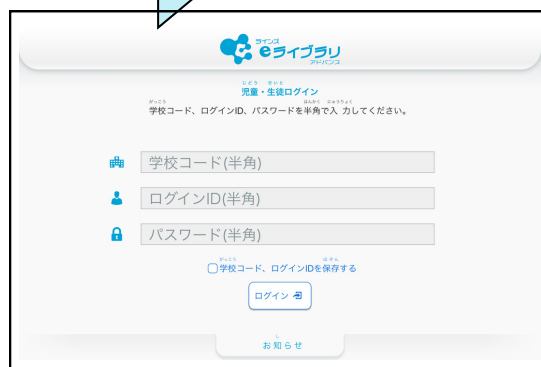 ラインズ
eライブラリ
アドバンス
じどう せいと
児童・生徒ログイン
がっこう はんかく にゅうりょく
学校コード、ログインID、パスワードを半角で入 力してください。
学校コード(半角)
ログインID(半角)
パスワード(半角)
がっこう ほぞん
学校コード、ログインIDを保存する
ログイン
し
お知らせ